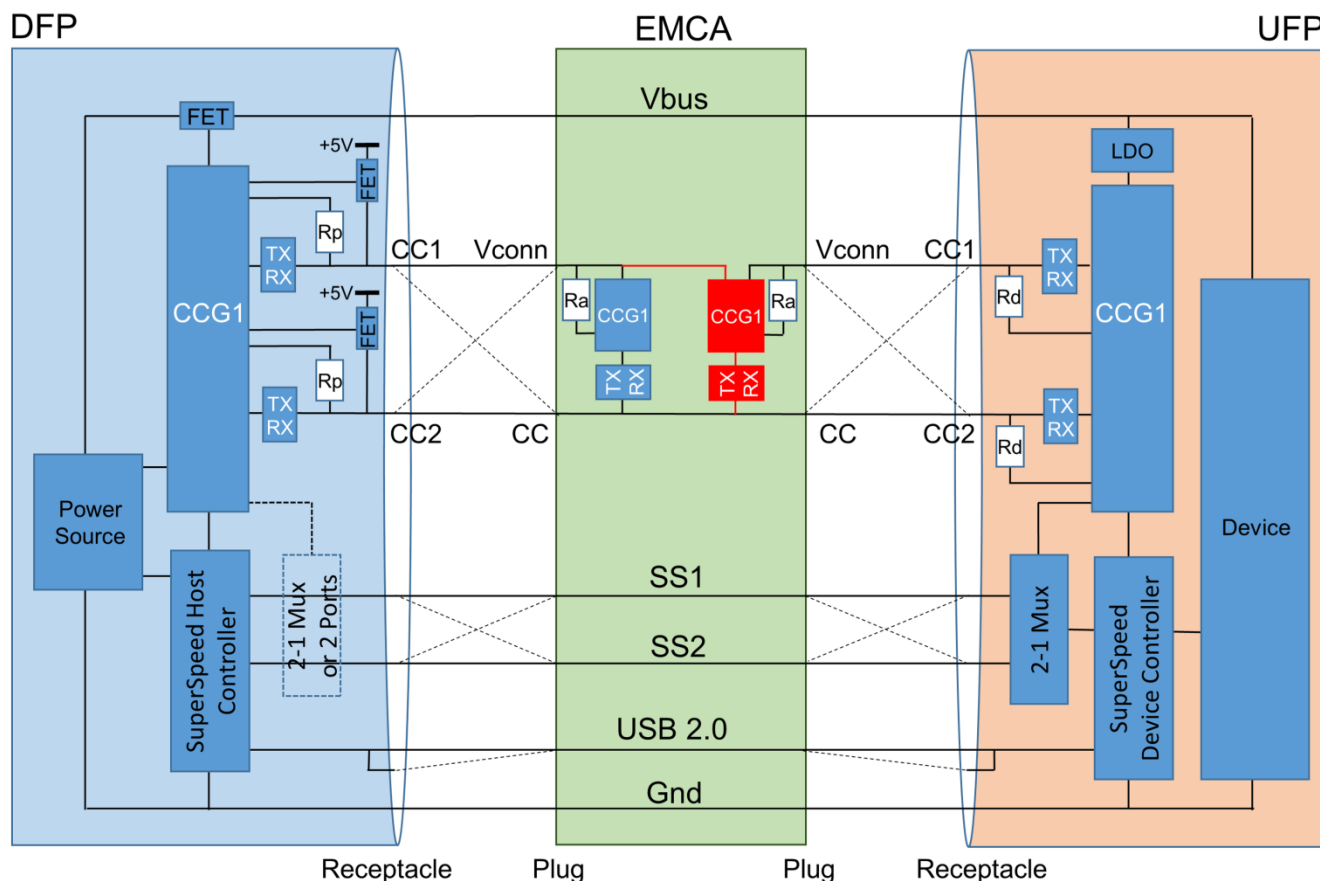 DFP
EMCA
UFP
Vbus
FET
+5V
FET
LDO
Rp
TX
RX
CC1
Vconn
Vconn
CC1
TX
RX
CCG1
+5V
FET
Ra
CCG1
CCG1
Ra
Rd
CCG1
Rp
TX
RX
TX
RX
TX
RX
TX
RX
CC2
CC
CC
CC2
Rd
Power
Source
Device
SuperSpeed Host
Controller
2-1 Mux
or 2 Ports
SS1
SS2
2-1 Mux
SuperSpeed
Device Controller
USB 2.0
Gnd
Receptacle
Plug
Plug
Receptacle